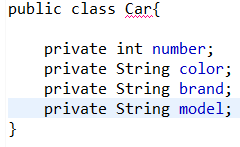 public class Car{
private int number;
private String color;
private String brand;
private String model;
}